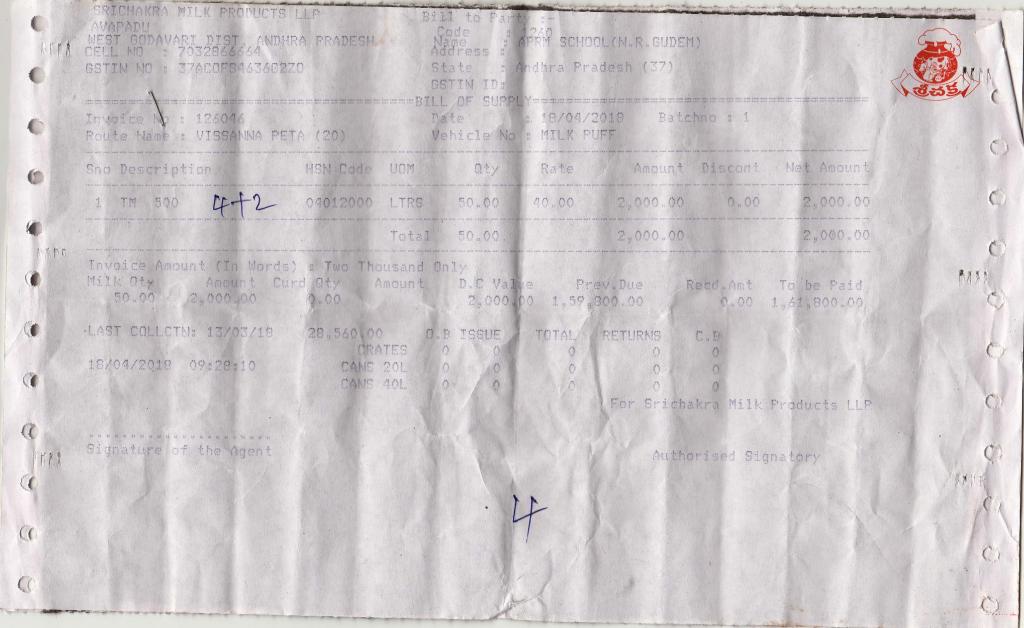 SRICHAKRA MILK PRODUCTS LLP
AVAPADU
WEST GODAVARI DIST, ANDHRA PRADESH.
CELL NO : 7032866664
GSTIN NO : 37ACOFS4636G2ZO
Bill to Party :-
Code : 1260
Name : APRM SCHOOL(N.R.GUDEM)
Address :
State : Andhra Pradesh (37)
GSTIN ID:
శ్రీచక్ర
BILL OF SUPPLY
Invoice No : 126046 Date : 18/04/2018 Batchno : 1
Route Name : VISSANNA PETA (20) Vehicle No : MILK PUFF
Sno Description HSN Code UOM Qty Rate Amount Discont Net Amount
1 TM 500 4+2 04012000 LTRS 50.00 40.00 2,000.00 0.00 2,000.00
Total 50.00 2,000.00 2,000.00
Invoice Amount (In Words) : Two Thousand Only
Milk Qty Amount Curd Qty Amount D.C Value Prev.Due Recd.Amt To be Paid
50.00 2,000.00 0.00 2,000.00 1,59,800.00 0.00 1,61,800.00
LAST COLLCTN: 13/03/18 28,560.00 O.B ISSUE TOTAL RETURNS C.B
CRATES 0 0 0 0 0
18/04/2018 09:28:10 CANS 20L 0 0 0 0 0
CANS 40L 0 0 0 0 0
For Srichakra Milk Products LLP
Signature of the Agent Authorised Signatory
4